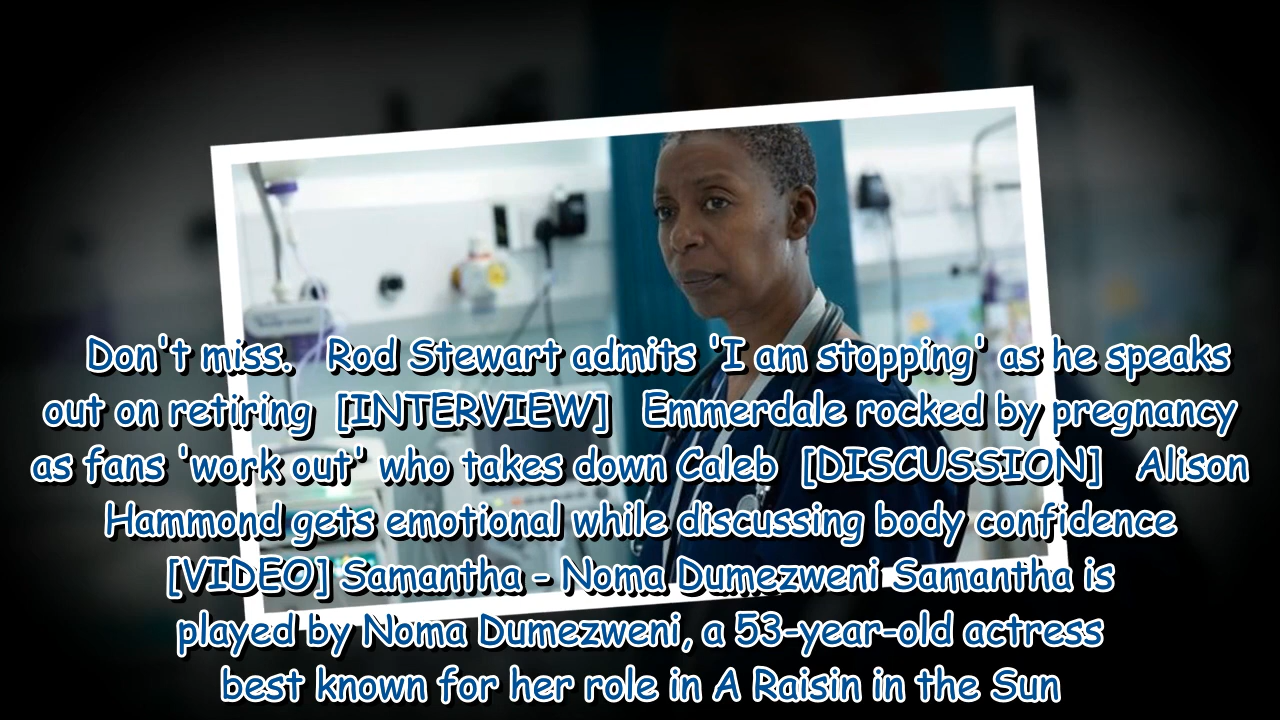 Don't miss.   Rod Stewart admits 'I am stopping' as he speaks
out on retiring  [INTERVIEW]   Emmerdale rocked by pregnancy
as fans 'work out' who takes down Caleb  [DISCUSSION]   Alison
Hammond gets emotional while discussing body confidence
[VIDEO] Samantha - Noma Dumezweni Samantha is
played by Noma Dumezweni, a 53-year-old actress
best known for her role in A Raisin in the Sun